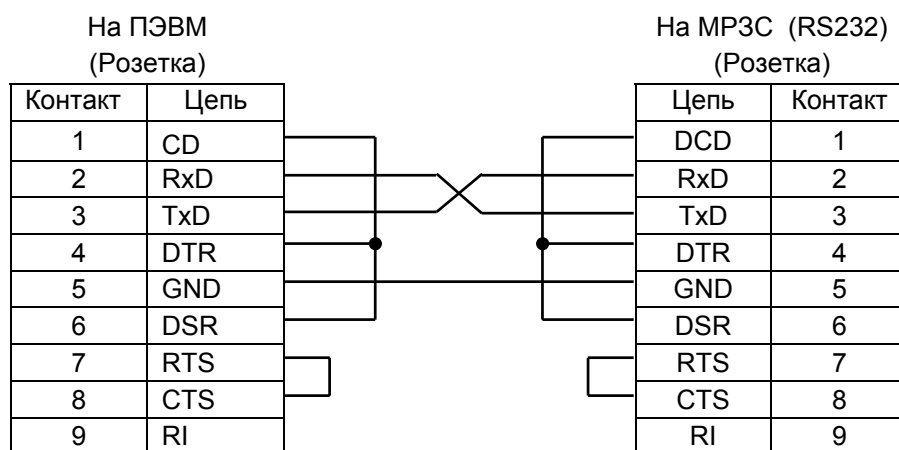 На ПЭВМ На МРЗС (RS232)
(Розетка) (Розетка)
Контакт Цепь Цепь Контакт
1 CD DCD 1
2 RxD RxD 2
3 TxD TxD 3
4 DTR DTR 4
5 GND GND 5
6 DSR DSR 6
7 RTS RTS 7
8 CTS CTS 8
9 RI RI 9